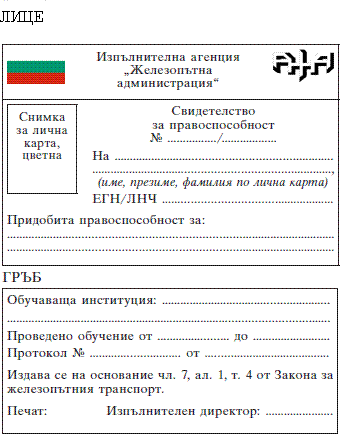 ЛИЦЕ
Изпълнителна агенция
„Железопътна
администрация“
Снимка
за лична
карта,
цветна
Свидетелство
за правоспособност
№ ................/...................
На ............................................................
..................................................................,
(име, презиме, фамилия по лична карта)
ЕГН/ЛНЧ ...............................................
Придобита правоспособност за:
..........................................................................................
..........................................................................................
ГРЪБ
Обучаваща институция: ..............................................
..........................................................................................
Проведено обучение от .................... до .....................
Протокол № ......................... от ..................................
Издава се на основание чл. 7, ал. 1, т. 4 от Закона за
железопътния транспорт.
Печат: Изпълнителен директор: ...................